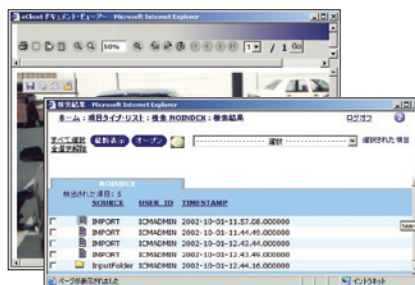 eClient ドキュメント・ビューアー - Microsoft Internet Explorer
50% 1 / 1 Go
検索結果 - Microsoft Internet Explorer
ホーム : 項目タイプ・リスト : 検索 NOINDEX : 検索結果 ログオフ
すべて選択 最新表示 オープン 選択 選択された項目
NOINDEX
検出された項目: 5
SOURCE USER_ID TIMESTAMP
IMPORT ICMADMIN 2002-10-01-11.57.08.000000
IMPORT ICMADMIN 2002-10-01-11.44.49.000000
IMPORT ICMADMIN 2002-10-01-12.43.44.000000
IMPORT ICMADMIN 2002-10-01-12.43.49.000000
InputFolder ICMADMIN 2002-10-01-12.44.16.000000
ページが表示されました イントラネット